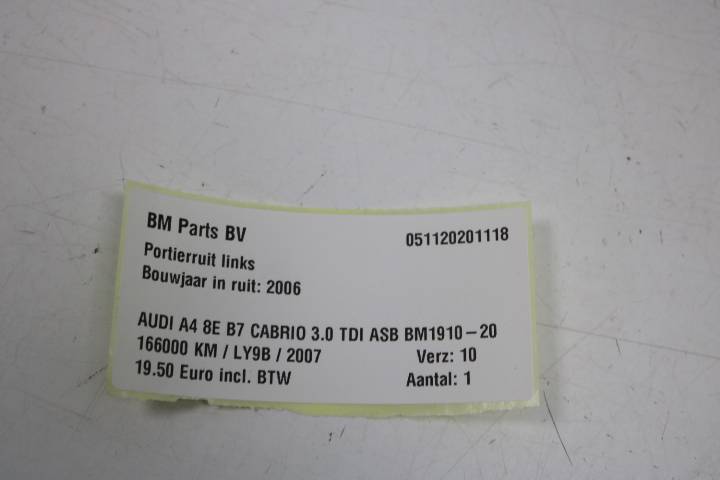 BM Parts BV 051120201118
Portierruit links
Bouwjaar in ruit: 2006
AUDI A4 8E B7 CABRIO 3.0 TDI ASB BM1910-20
166000 KM / LY9B / 2007 Verz: 10
19.50 Euro incl. BTW Aantal: 1